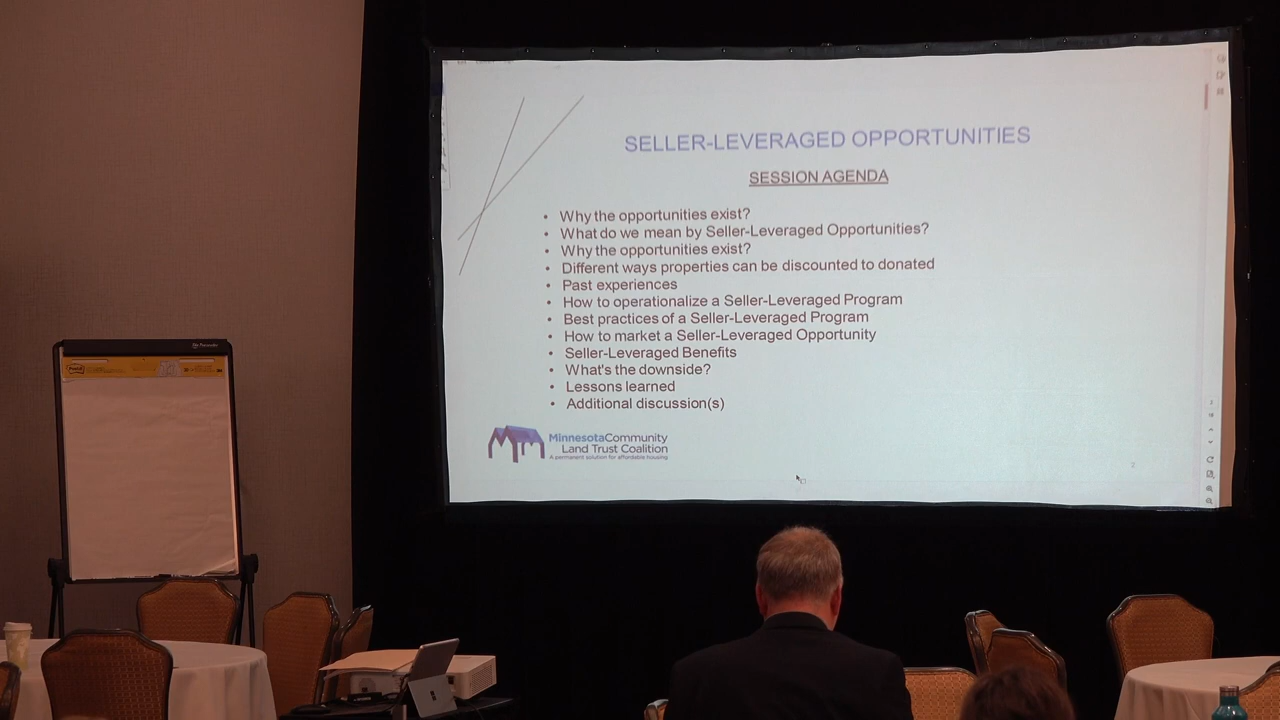 SELLER-LEVERAGED OPPORTUNITIES
SESSION AGENDA
• Why the opportunities exist?
• What do we mean by Seller-Leveraged Opportunities?
• Why the opportunities exist?
• Different ways properties can be discounted to donated
• Past experiences
• How to operationalize a Seller-Leveraged Program
• Best practices of a Seller-Leveraged Program
• How to market a Seller-Leveraged Opportunity
• Seller-Leveraged Benefits
• What's the downside?
• Lessons learned
• Additional discussion(s)
MinnesotaCommunity
Land Trust Coalition
A permanent solution for affordable housing
Post-it